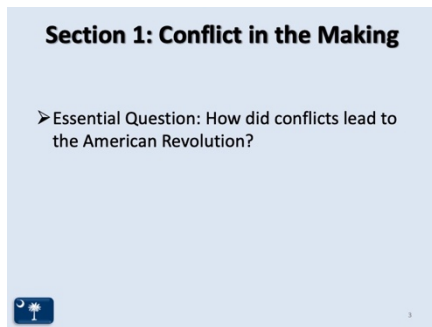 Section 1: Conflict in the Making
➢Essential Question: How did conflicts lead to
the American Revolution?
3